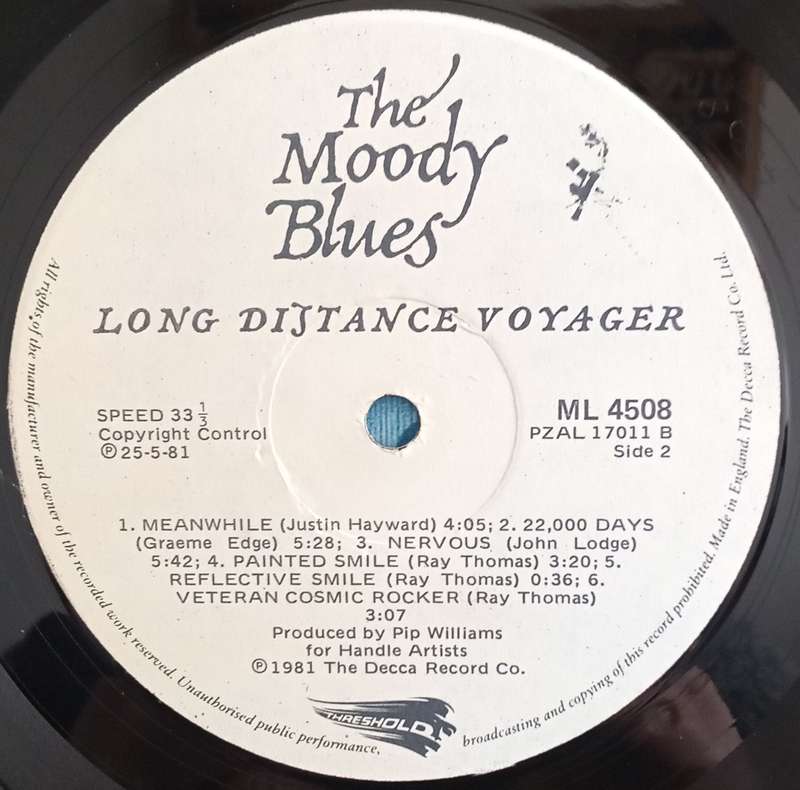 The
Moody
Blues
LONG DISTANCE VOYAGER
SPEED 33 1/3
Copyright Control
℗25-5-81
ML 4508
PZAL 17011 B
Side 2
1. MEANWHILE (Justin Hayward) 4:05; 2. 22,000 DAYS
(Graeme Edge) 5:28; 3. NERVOUS (John Lodge)
5:42; 4. PAINTED SMILE (Ray Thomas) 3:20; 5.
REFLECTIVE SMILE (Ray Thomas) 0:36; 6.
VETERAN COSMIC ROCKER (Ray Thomas)
3:07
Produced by Pip Williams
for Handle Artists
℗1981 The Decca Record Co.
THRESHOLD
All rights of the manufacturer and owner of the recorded work reserved. Unauthorised public performance, broadcasting and copying of this record prohibited. Made in England. The Decca Record Co. Ltd.